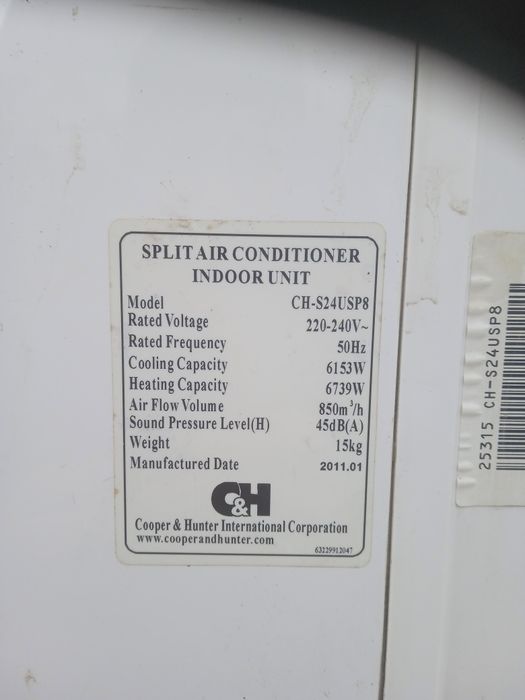 SPLIT AIR CONDITIONER
INDOOR UNIT
Model CH-S24USP8
Rated Voltage 220-240V~
Rated Frequency 50Hz
Cooling Capacity 6153W
Heating Capacity 6739W
Air Flow Volume 850m³/h
Sound Pressure Level(H) 45dB(A)
Weight 15kg
Manufactured Date 2011.01
C&H
Cooper & Hunter International Corporation
www.cooperandhunter.com
63229912047
25315 CH-S24USP8